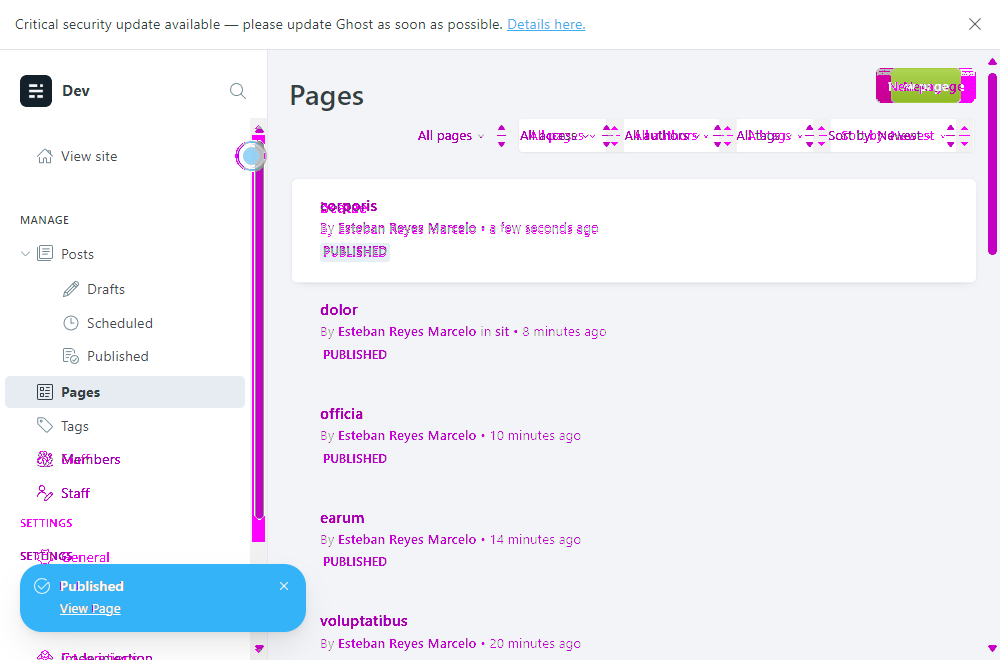 Critical security update available — please update Ghost as soon as possible. Details here.
Dev
View site
MANAGE
Posts
Drafts
Scheduled
Published
Pages
Tags
Members
Staff
SETTINGS
SETTINGS
General
Published
View Page
Pages
All pages
All access
All authors
All tags
Sort by: Newest
corporis
By Esteban Reyes Marcelo • a few seconds ago
PUBLISHED
dolor
By Esteban Reyes Marcelo in sit • 8 minutes ago
PUBLISHED
officia
By Esteban Reyes Marcelo • 10 minutes ago
PUBLISHED
earum
By Esteban Reyes Marcelo • 14 minutes ago
PUBLISHED
voluptatibus
By Esteban Reyes Marcelo • 20 minutes ago